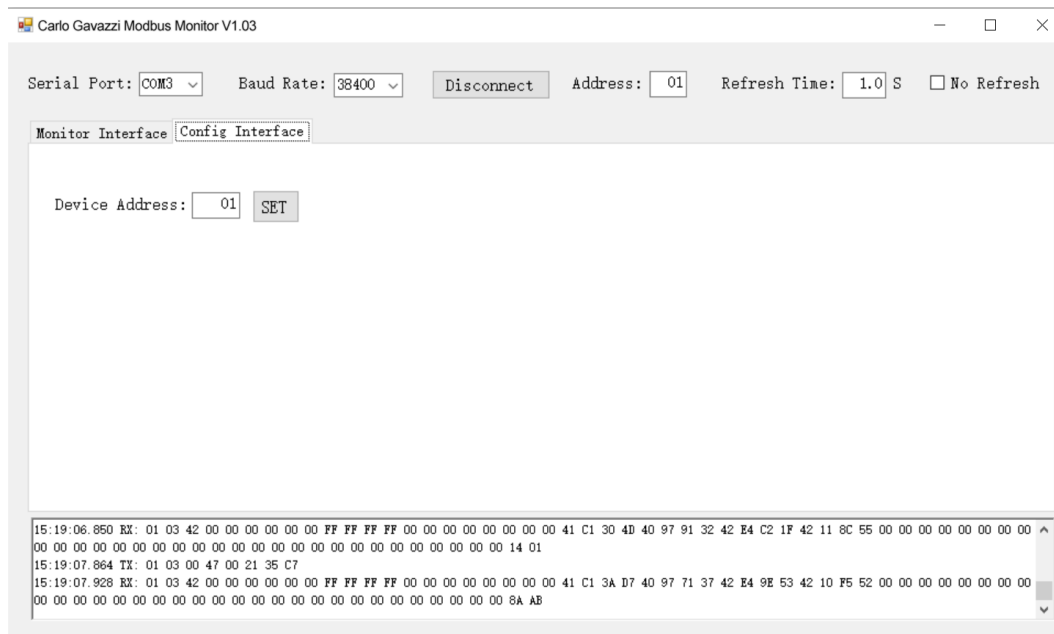 Carlo Gavazzi Modbus Monitor V1.03
Serial Port: COM3 Baud Rate: 38400 Disconnect Address: 01 Refresh Time: 1.0 S No Refresh
Monitor Interface Config Interface
Device Address: 01 SET
15:19:06.850 RX: 01 03 42 00 00 00 00 00 00 FF FF FF FF 00 00 00 00 00 00 00 00 41 C1 30 4D 40 97 91 32 42 E4 C2 1F 42 11 8C 55 00 00 00 00 00 00 00 00
00 00 00 00 00 00 00 00 00 00 00 00 00 00 00 00 00 00 00 00 00 00 00 00 14 01
15:19:07.864 TX: 01 03 00 47 00 21 35 C7
15:19:07.928 RX: 01 03 42 00 00 00 00 00 00 FF FF FF FF 00 00 00 00 00 00 00 00 41 C1 3A D7 40 97 71 37 42 E4 9E 53 42 10 F5 52 00 00 00 00 00 00 00 00
00 00 00 00 00 00 00 00 00 00 00 00 00 00 00 00 00 00 00 00 00 00 00 00 8A AB